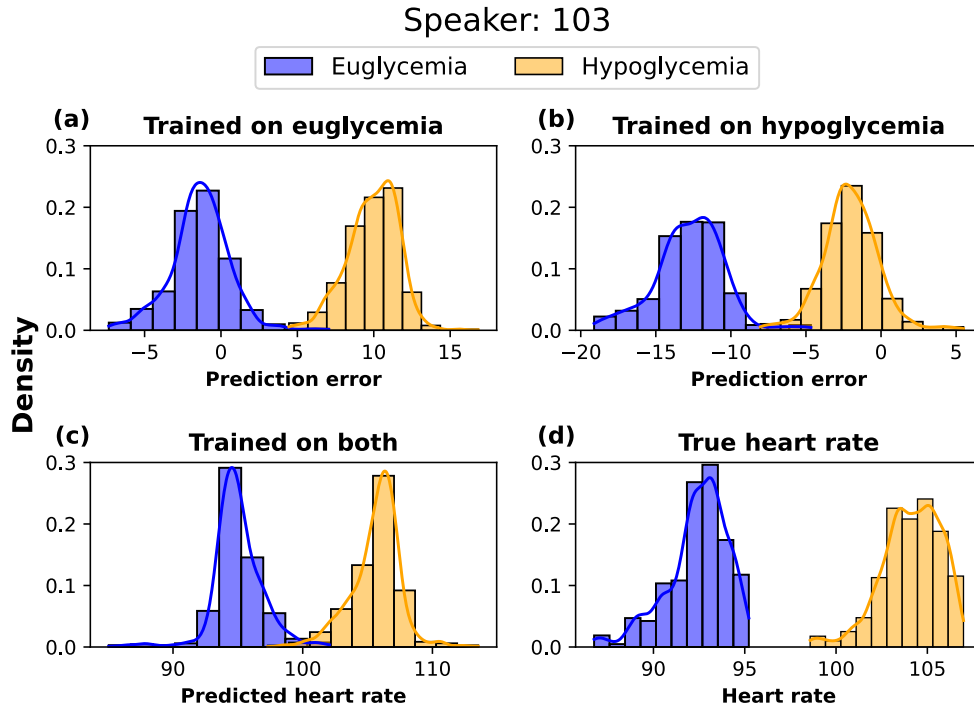 Speaker: 103
Euglycemia Hypoglycemia
(a) Trained on euglycemia
(b) Trained on hypoglycemia
0.3
0.2
0.1
0.0
−5 0 5 10 15
Prediction error
0.3
0.2
0.1
0.0
−20 −15 −10 −5 0 5
Prediction error
Density
(c) Trained on both
(d) True heart rate
0.3
0.2
0.1
0.0
90 100 110
Predicted heart rate
0.3
0.2
0.1
0.0
90 95 100 105
Heart rate